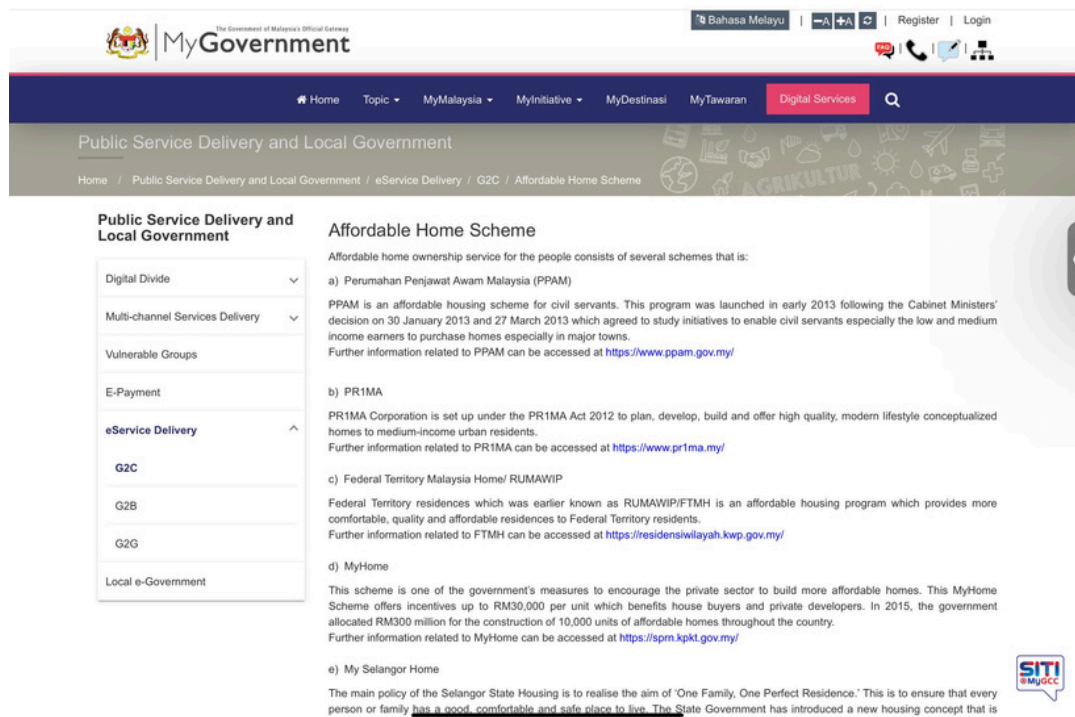 The Government of Malaysia's Official Gateway
MyGovernment
Bahasa Melayu | -A +A | Register | Login
FAQ
Home Topic MyMalaysia MyInitiative MyDestinasi MyTawaran Digital Services
Public Service Delivery and Local Government
Home / Public Service Delivery and Local Government / eService Delivery / G2C / Affordable Home Scheme
AGRIKULTUR
Public Service Delivery and
Local Government
Digital Divide
Multi-channel Services Delivery
Vulnerable Groups
E-Payment
eService Delivery
G2C
G2B
G2G
Local e-Government
Affordable Home Scheme
Affordable home ownership service for the people consists of several schemes that is:
a) Perumahan Penjawat Awam Malaysia (PPAM)
PPAM is an affordable housing scheme for civil servants. This program was launched in early 2013 following the Cabinet Ministers'
decision on 30 January 2013 and 27 March 2013 which agreed to study initiatives to enable civil servants especially the low and medium
income earners to purchase homes especially in major towns.
Further information related to PPAM can be accessed at https://www.ppam.gov.my/
b) PR1MA
PR1MA Corporation is set up under the PR1MA Act 2012 to plan, develop, build and offer high quality, modern lifestyle conceptualized
homes to medium-income urban residents.
Further information related to PR1MA can be accessed at https://www.pr1ma.my/
c) Federal Territory Malaysia Home/ RUMAWIP
Federal Territory residences which was earlier known as RUMAWIP/FTMH is an affordable housing program which provides more
comfortable, quality and affordable residences to Federal Territory residents.
Further information related to FTMH can be accessed at https://residensiwilayah.kwp.gov.my/
d) MyHome
This scheme is one of the government's measures to encourage the private sector to build more affordable homes. This MyHome
Scheme offers incentives up to RM30,000 per unit which benefits house buyers and private developers. In 2015, the government
allocated RM300 million for the construction of 10,000 units of affordable homes throughout the country.
Further information related to MyHome can be accessed at https://sprn.kpkt.gov.my/
e) My Selangor Home
The main policy of the Selangor State Housing is to realise the aim of 'One Family, One Perfect Residence.' This is to ensure that every
person or family has a good, comfortable and safe place to live. The State Government has introduced a new housing concept that is
SITI
@MyGCC